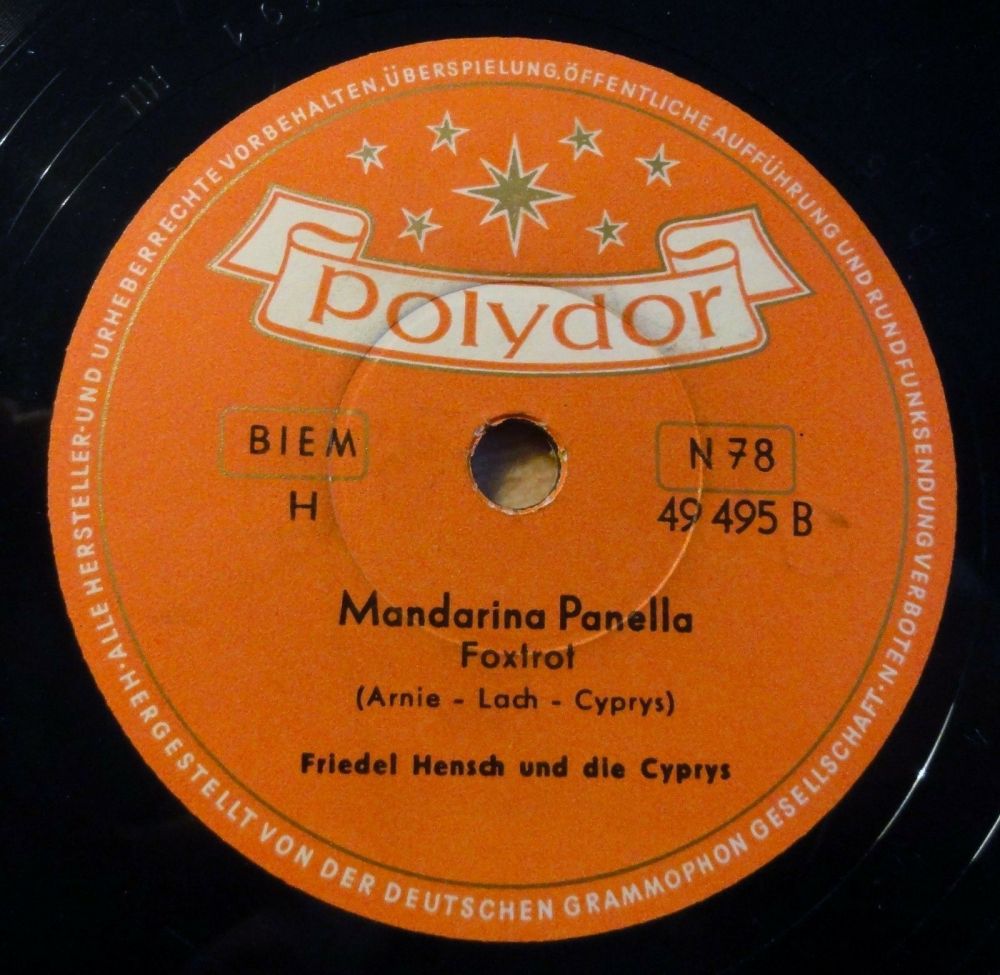 ALLE HERSTELLER-UND URHEBERRECHTE VORBEHALTEN.ÜBERSPIELUNG.ÖFFENTLICHE AUFFÜHRUNG UND RUNDFUNKSENDUNG VERBOTEN.
polydor
BIEM
N 78
H
49 495 B
Mandarina Panella
Foxtrot
(Arnie - Lach - Cyprys)
Friedel Hensch und die Cyprys
HERGESTELLT VON DER DEUTSCHEN GRAMMOPHON GESELLSCHAFT